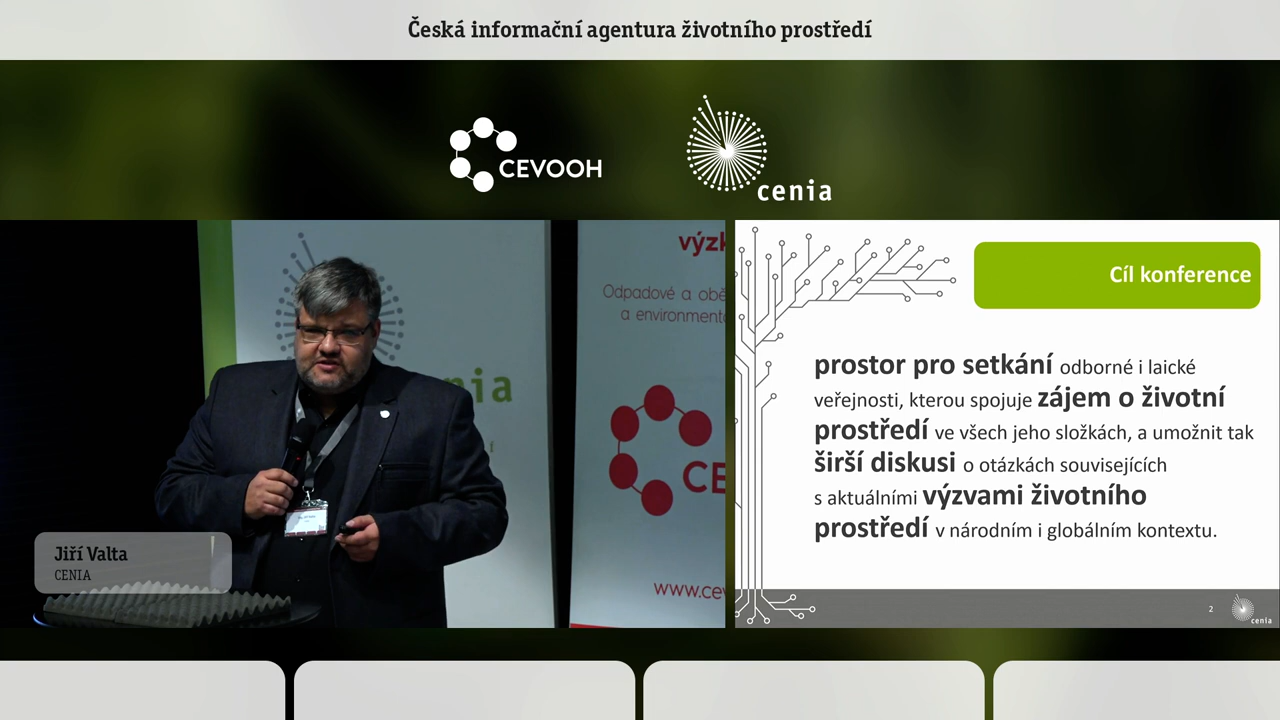 Česká informační agentura životního prostředí
CEVOOH
cenia
výzk
Odpadové a oběh
a environmento
CE
www.cev
nia
Jiří Valta
CENIA
Cíl konference
prostor pro setkání odborné i laické
veřejnosti, kterou spojuje zájem o životní
prostředí ve všech jeho složkách, a umožnit tak
širší diskusi o otázkách souvisejících
s aktuálními výzvami životního
prostředí v národním i globálním kontextu.
2
cenia